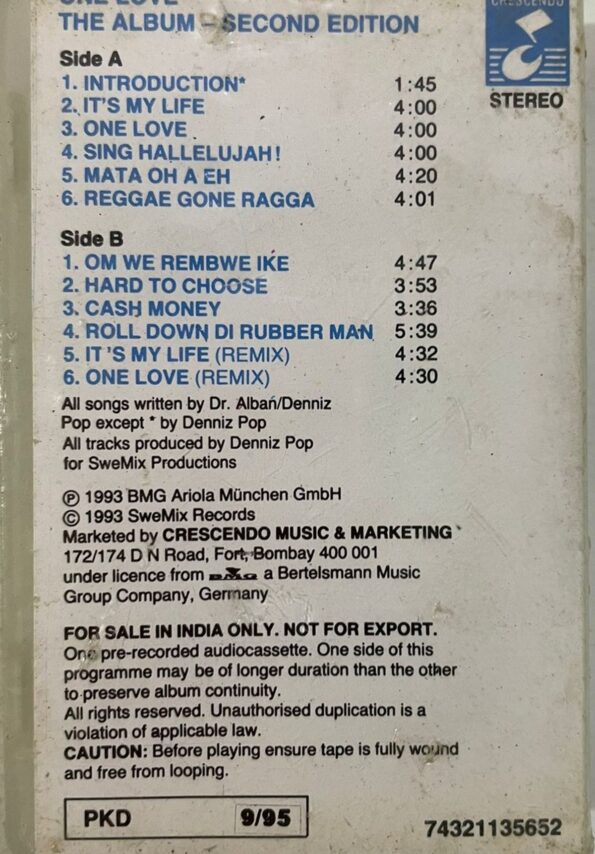 ONE LOVE
THE ALBUM – SECOND EDITION
CRESCENDO
STEREO
Side A
1. INTRODUCTION* 1:45
2. IT'S MY LIFE 4:00
3. ONE LOVE 4:00
4. SING HALLELUJAH! 4:00
5. MATA OH A EH 4:20
6. REGGAE GONE RAGGA 4:01
Side B
1. OM WE REMBWE IKE 4:47
2. HARD TO CHOOSE 3:53
3. CASH MONEY 3:36
4. ROLL DOWN DI RUBBER MAN 5:39
5. IT'S MY LIFE (REMIX) 4:32
6. ONE LOVE (REMIX) 4:30
All songs written by Dr. Alban/Denniz
Pop except * by Denniz Pop
All tracks produced by Denniz Pop
for SweMix Productions
Ⓟ 1993 BMG Ariola München GmbH
© 1993 SweMix Records
Marketed by CRESCENDO MUSIC & MARKETING
172/174 D N Road, Fort, Bombay 400 001
under licence from BMG a Bertelsmann Music
Group Company, Germany
FOR SALE IN INDIA ONLY. NOT FOR EXPORT.
One pre-recorded audiocassette. One side of this
programme may be of longer duration than the other
to preserve album continuity.
All rights reserved. Unauthorised duplication is a
violation of applicable law.
CAUTION: Before playing ensure tape is fully wound
and free from looping.
PKD 9/95
74321135652